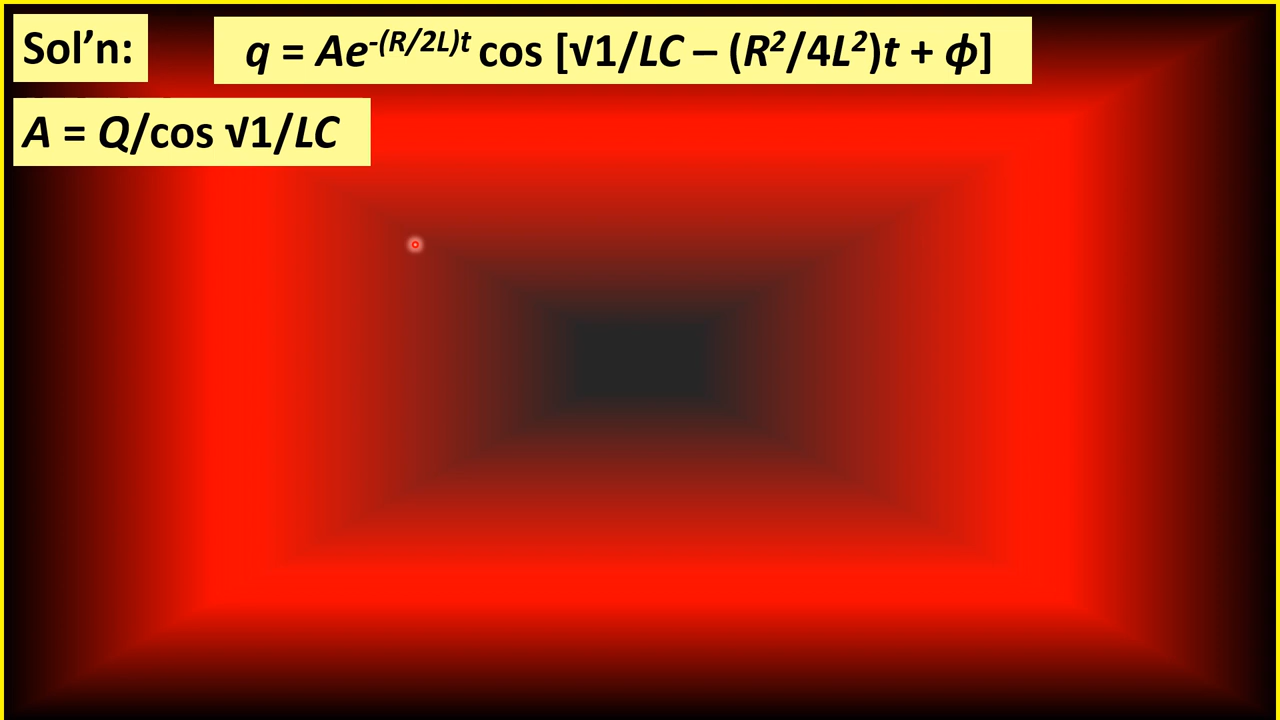 Sol’n: q = Ae^-(R/2L)t cos [√1/LC – (R²/4L²)t + ϕ]
A = Q/cos √1/LC